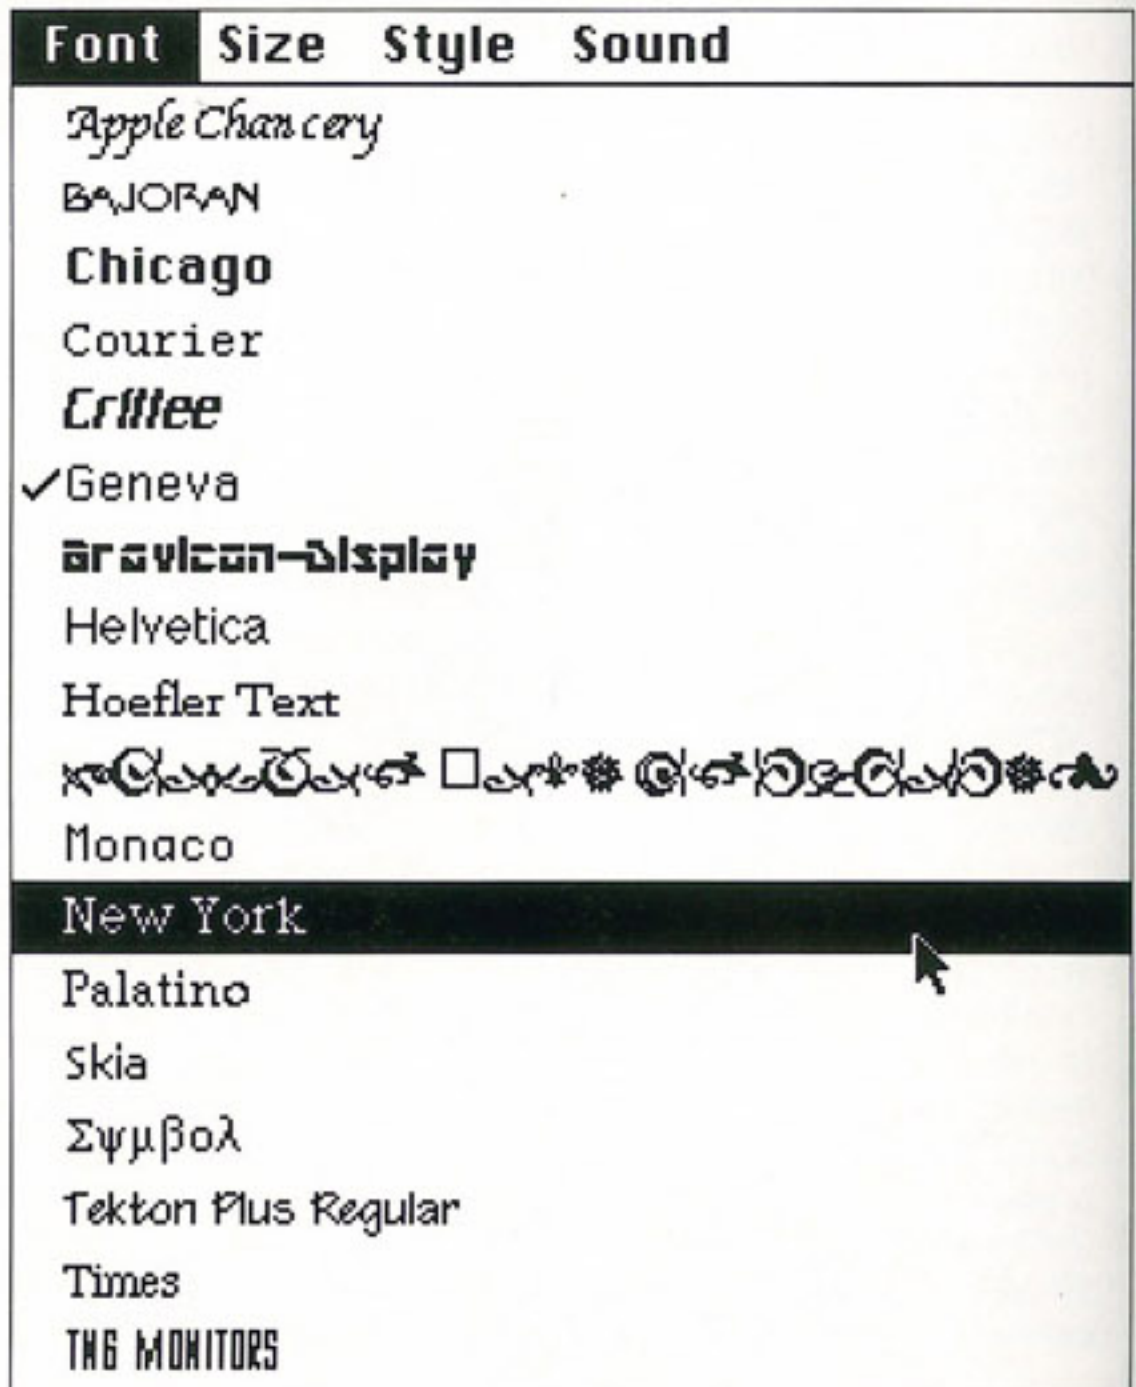 Font Size Style Sound
Apple Chancery
BAJORAN
Chicago
Courier
Crillee
✓Geneva
Helvetica
Hoefler Text
Monaco
New York
Palatino
Skia
Σψμβολ
Tekton Plus Regular
Times
TNG MONITORS